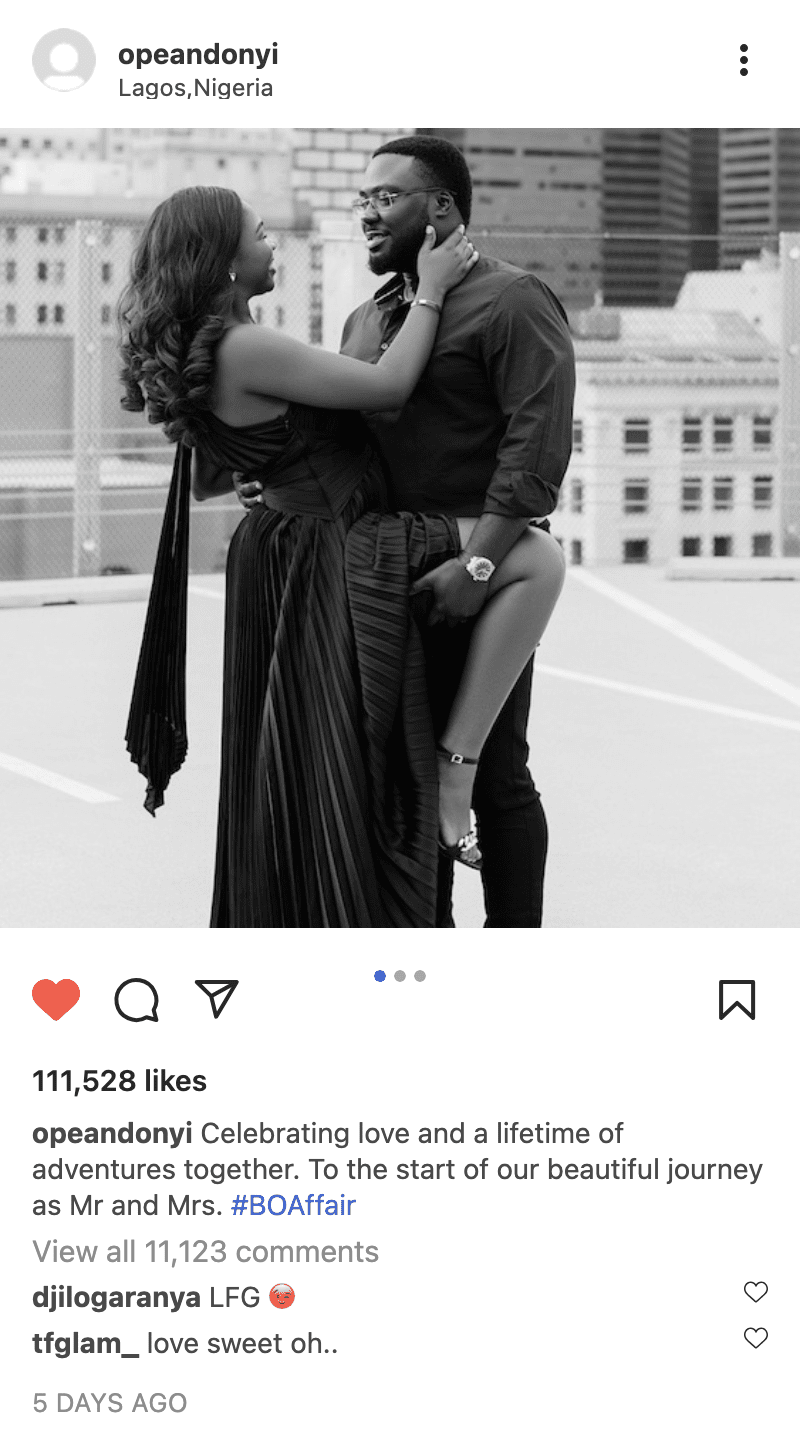 opeandonyi
Lagos,Nigeria
111,528 likes
opeandonyi Celebrating love and a lifetime of
adventures together. To the start of our beautiful journey
as Mr and Mrs. #BOAffair
View all 11,123 comments
djilogaranya LFG 🥳
tfglam_ love sweet oh..
5 DAYS AGO